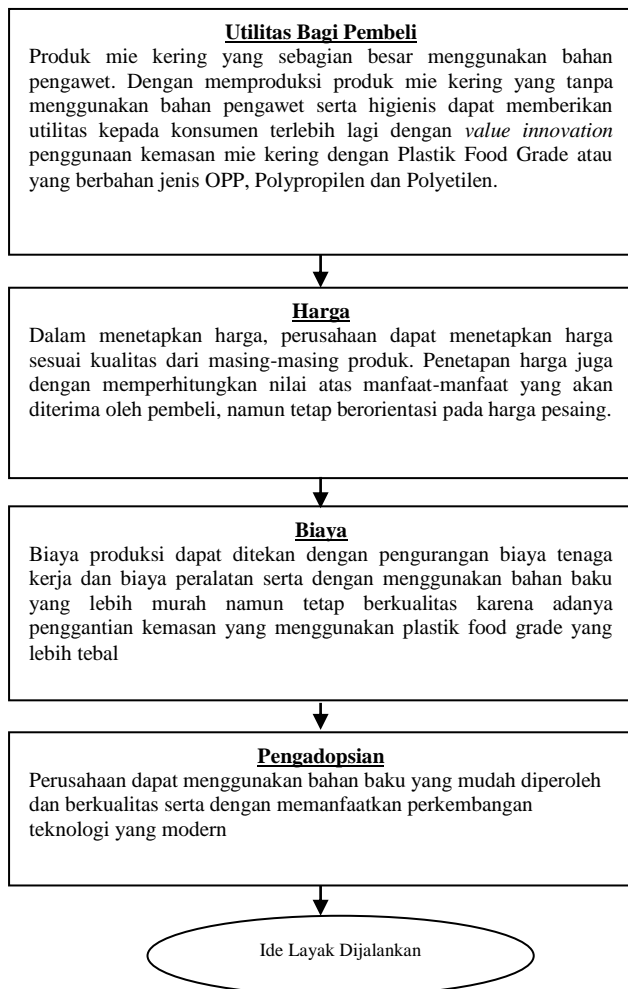 Utilitas Bagi Pembeli
Produk mie kering yang sebagian besar menggunakan bahan
pengawet. Dengan memproduksi produk mie kering yang tanpa
menggunakan bahan pengawet serta higienis dapat memberikan
utilitas kepada konsumen terlebih lagi dengan value innovation
penggunaan kemasan mie kering dengan Plastik Food Grade atau
yang berbahan jenis OPP, Polypropilen dan Polyetilen.
Harga
Dalam menetapkan harga, perusahaan dapat menetapkan harga
sesuai kualitas dari masing-masing produk. Penetapan harga juga
dengan memperhitungkan nilai atas manfaat-manfaat yang akan
diterima oleh pembeli, namun tetap berorientasi pada harga pesaing.
Biaya
Biaya produksi dapat ditekan dengan pengurangan biaya tenaga
kerja dan biaya peralatan serta dengan menggunakan bahan baku
yang lebih murah namun tetap berkualitas karena adanya
penggantian kemasan yang menggunakan plastik food grade yang
lebih tebal
Pengadopsian
Perusahaan dapat menggunakan bahan baku yang mudah diperoleh
dan berkualitas serta dengan memanfaatkan perkembangan
teknologi yang modern
Ide Layak Dijalankan